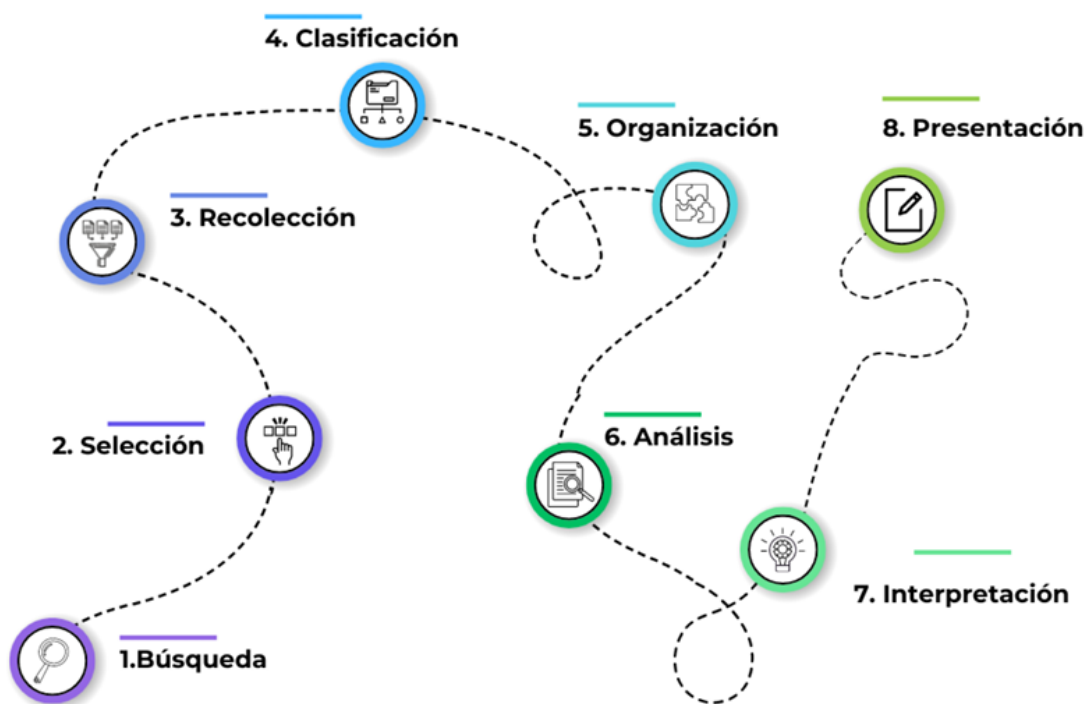 1.Búsqueda
2. Selección
3. Recolección
4. Clasificación
5. Organización
6. Análisis
7. Interpretación
8. Presentación